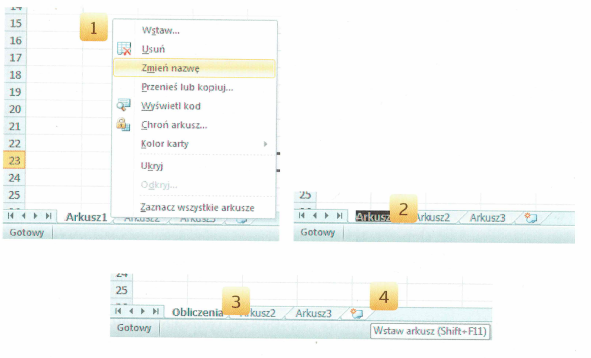 14
15
16
17
18
19
20
21
22
23
24
25
1
Wstaw...
Usuń
Zmień nazwę
Przenieś lub kopiuj...
Wyświetl kod
Chroń arkusz...
Kolor karty
Ukryj
Odkryj...
Zaznacz wszystkie arkusze
Arkusz1 Arkusz2 Arkusz3
Gotowy
25
2
Arkusz Arkusz2 Arkusz3
Gotowy
24
25
3
4
Obliczenia Arkusz2 Arkusz3
Gotowy
Wstaw arkusz (Shift+F11)